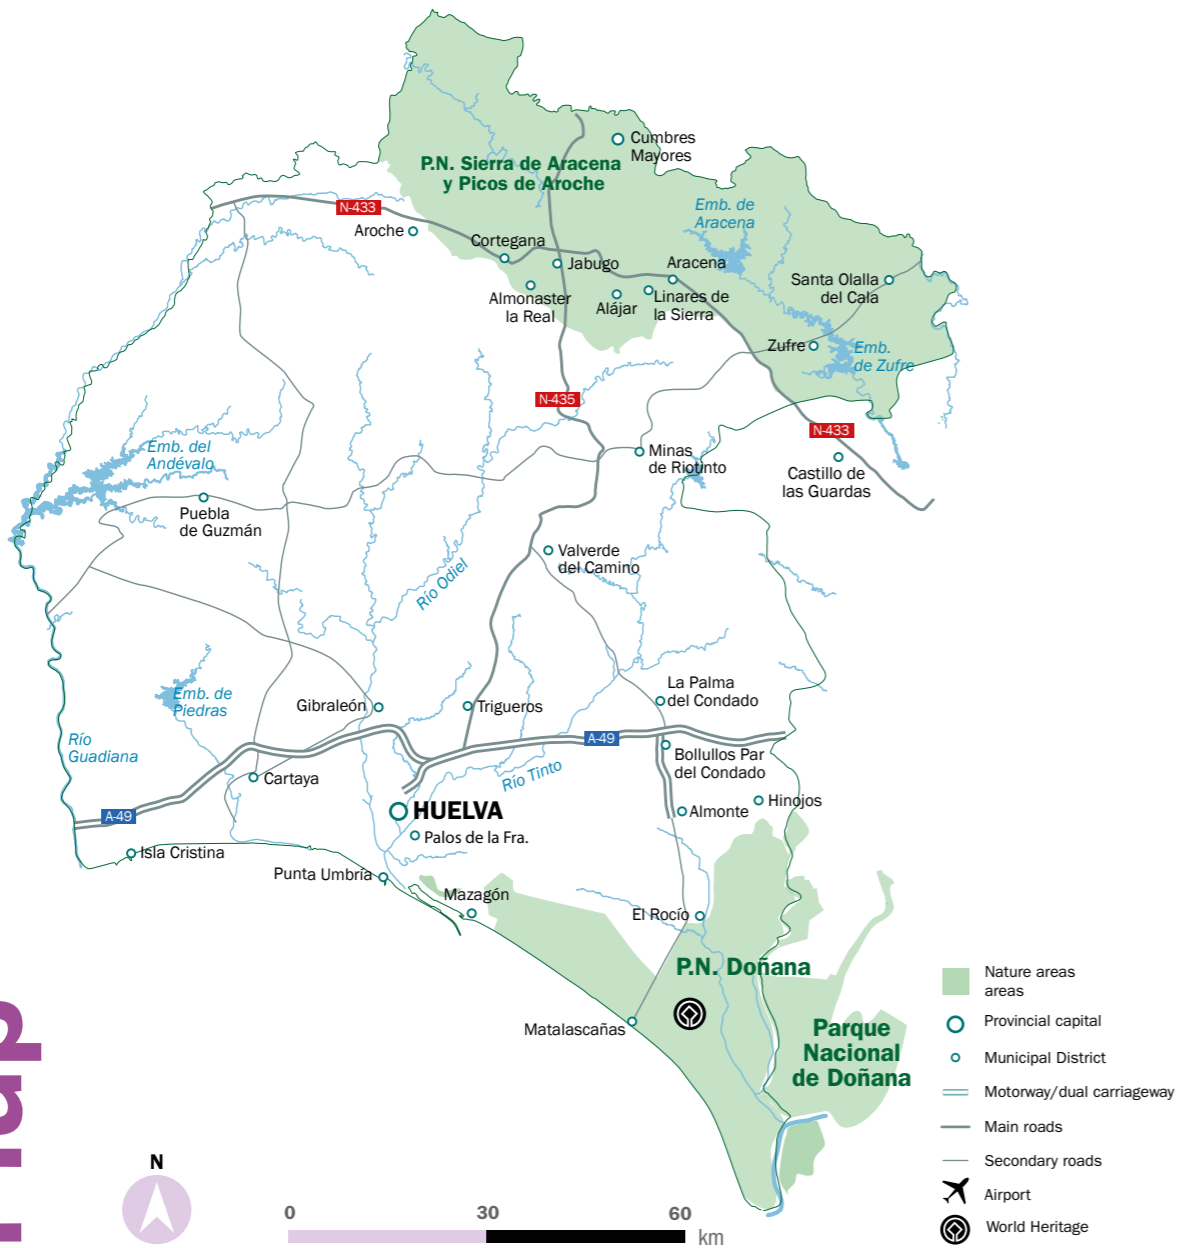 Cumbres
Mayores
P.N. Sierra de Aracena
y Picos de Aroche
Emb. de
Aracena
N-433
Aroche
Cortegana
Jabugo
Aracena
Santa Olalla
del Cala
Almonaster
la Real
Alájar
Linares de
la Sierra
Zufre
Emb.
de Zufre
N-435
N-433
Emb. del
Andévalo
Minas
de Riotinto
Castillo de
las Guardas
Puebla
de Guzmán
Valverde
del Camino
Río Odiel
Emb. de
Piedras
Gibraleón
Trigueros
La Palma
del Condado
Río
Guadiana
A-49
Bollullos Par
del Condado
Cartaya
Río Tinto
A-49
HUELVA
Almonte
Hinojos
Palos de la Fra.
Isla Cristina
Punta Umbría
Mazagón
El Rocío
P.N. Doñana
Matalascañas
Parque
Nacional
de Doñana
Nature areas
areas
Provincial capital
Municipal District
Motorway/dual carriageway
Main roads
Secondary roads
Airport
World Heritage
N
0 30 60
km